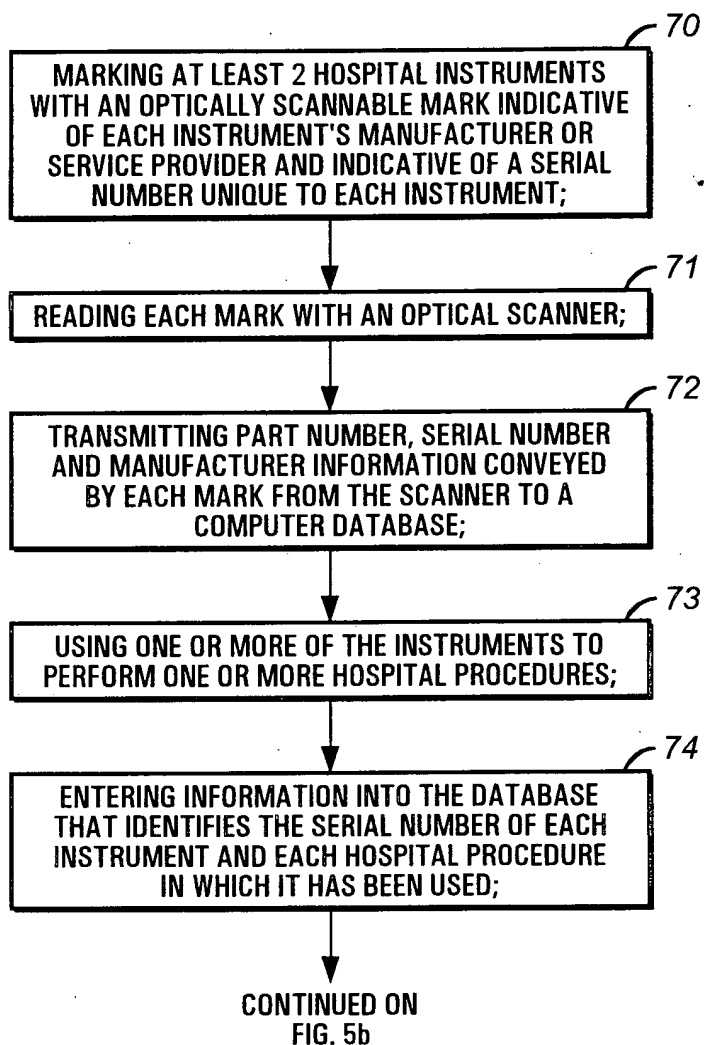 70
MARKING AT LEAST 2 HOSPITAL INSTRUMENTS
WITH AN OPTICALLY SCANNABLE MARK INDICATIVE
OF EACH INSTRUMENT'S MANUFACTURER OR
SERVICE PROVIDER AND INDICATIVE OF A SERIAL
NUMBER UNIQUE TO EACH INSTRUMENT;
71
READING EACH MARK WITH AN OPTICAL SCANNER;
72
TRANSMITTING PART NUMBER, SERIAL NUMBER
AND MANUFACTURER INFORMATION CONVEYED
BY EACH MARK FROM THE SCANNER TO A
COMPUTER DATABASE;
73
USING ONE OR MORE OF THE INSTRUMENTS TO
PERFORM ONE OR MORE HOSPITAL PROCEDURES;
74
ENTERING INFORMATION INTO THE DATABASE
THAT IDENTIFIES THE SERIAL NUMBER OF EACH
INSTRUMENT AND EACH HOSPITAL PROCEDURE
IN WHICH IT HAS BEEN USED;
CONTINUED ON
FIG. 5b